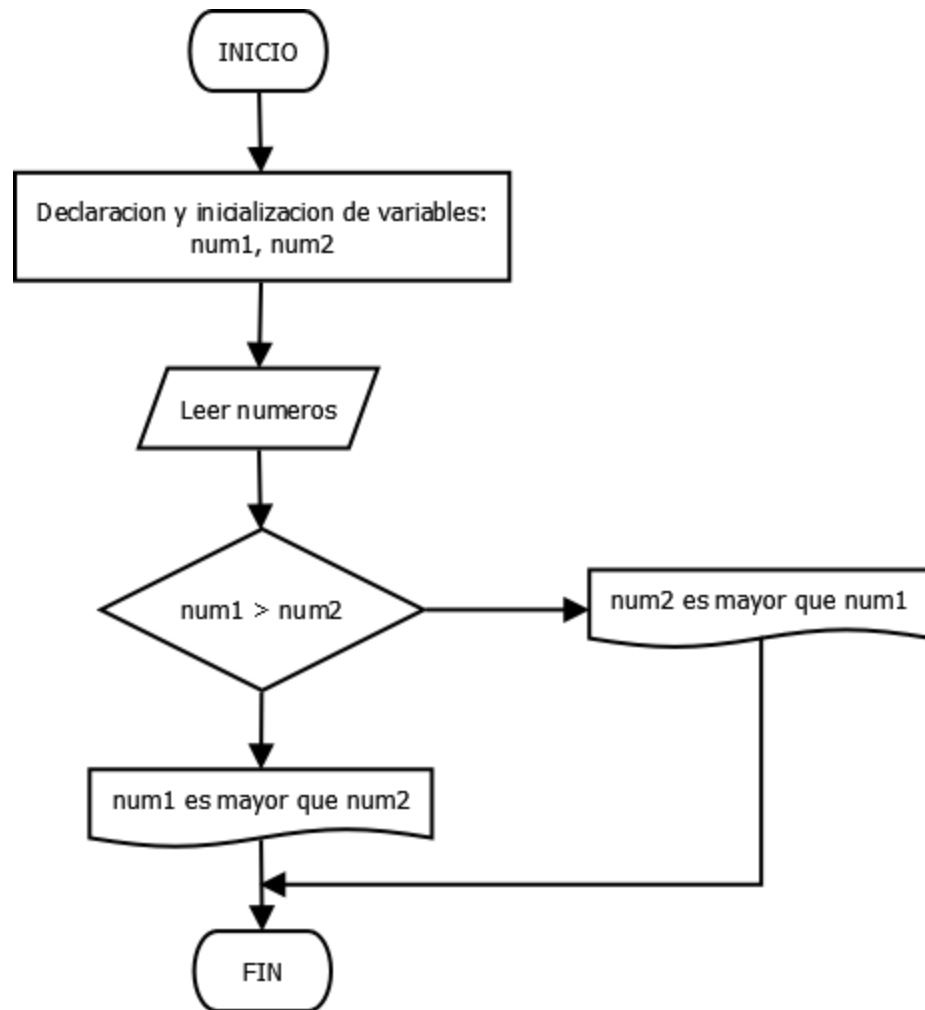 INICIO
Declaracion y inicializacion de variables:
num1, num2
Leer numeros
num1 > num2
num2 es mayor que num1
num1 es mayor que num2
FIN